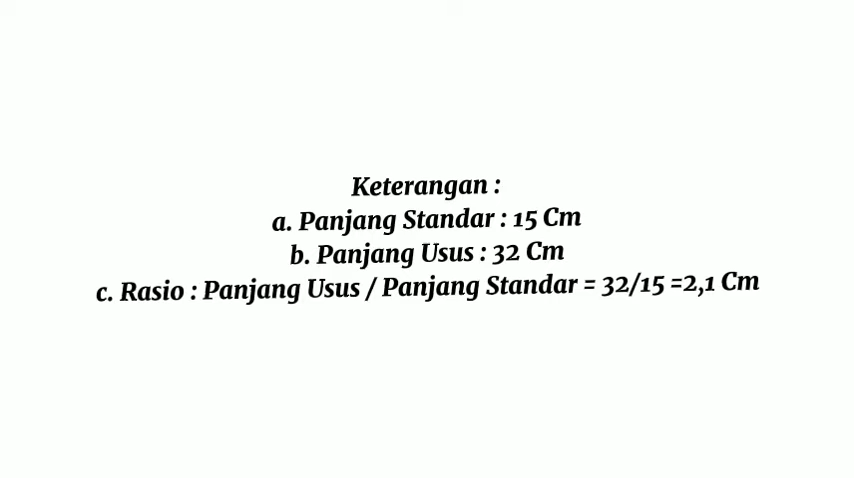 Keterangan :
a. Panjang Standar : 15 Cm
b. Panjang Usus : 32 Cm
c. Rasio : Panjang Usus / Panjang Standar = 32/15 =2,1 Cm